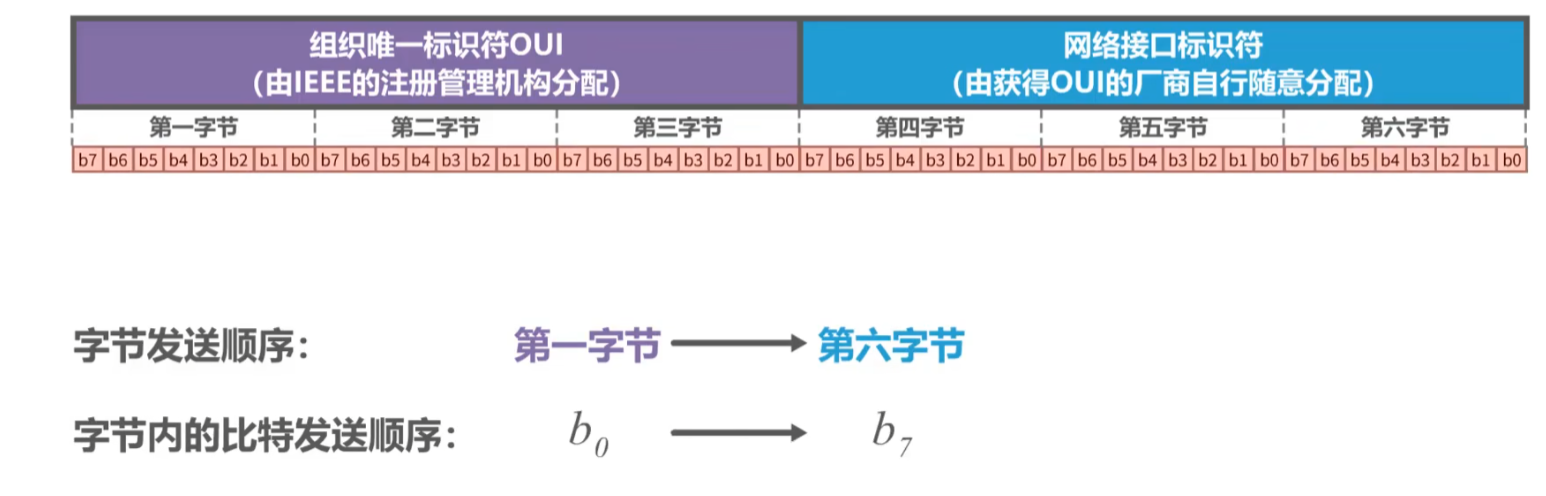 组织唯一标识符OUI
（由IEEE的注册管理机构分配）
网络接口标识符
（由获得OUI的厂商自行随意分配）
第一字节 第二字节 第三字节 第四字节 第五字节 第六字节
b7 b6 b5 b4 b3 b2 b1 b0 b7 b6 b5 b4 b3 b2 b1 b0 b7 b6 b5 b4 b3 b2 b1 b0 b7 b6 b5 b4 b3 b2 b1 b0 b7 b6 b5 b4 b3 b2 b1 b0 b7 b6 b5 b4 b3 b2 b1 b0
字节发送顺序： 第一字节 第六字节
字节内的比特发送顺序： b0 b7